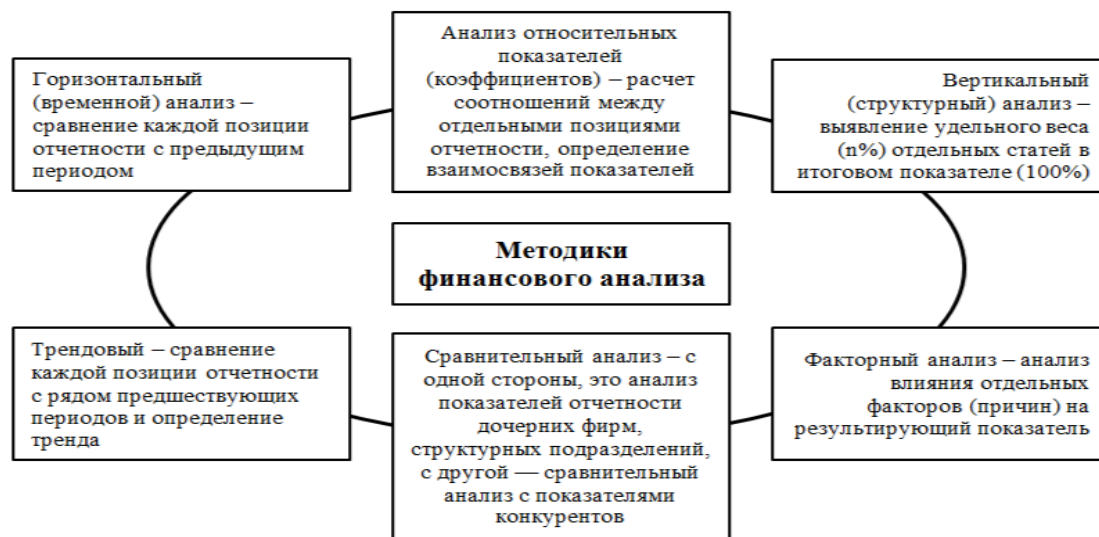 Горизонтальный
(временной) анализ –
сравнение каждой позиции
отчетности с предыдущим
периодом
Анализ относительных
показателей
(коэффициентов) – расчет
соотношений между
отдельными позициями
отчетности, определение
взаимосвязей показателей
Вертикальный
(структурный) анализ –
выявление удельного веса
(n%) отдельных статей в
итоговом показателе (100%)
Методики
финансового анализа
Трендовый – сравнение
каждой позиции отчетности
с рядом предшествующих
периодов и определение
тренда
Сравнительный анализ – с
одной стороны, это анализ
показателей отчетности
дочерних фирм,
структурных подразделений,
с другой — сравнительный
анализ с показателями
конкурентов
Факторный анализ – анализ
влияния отдельных
факторов (причин) на
результирующий показатель